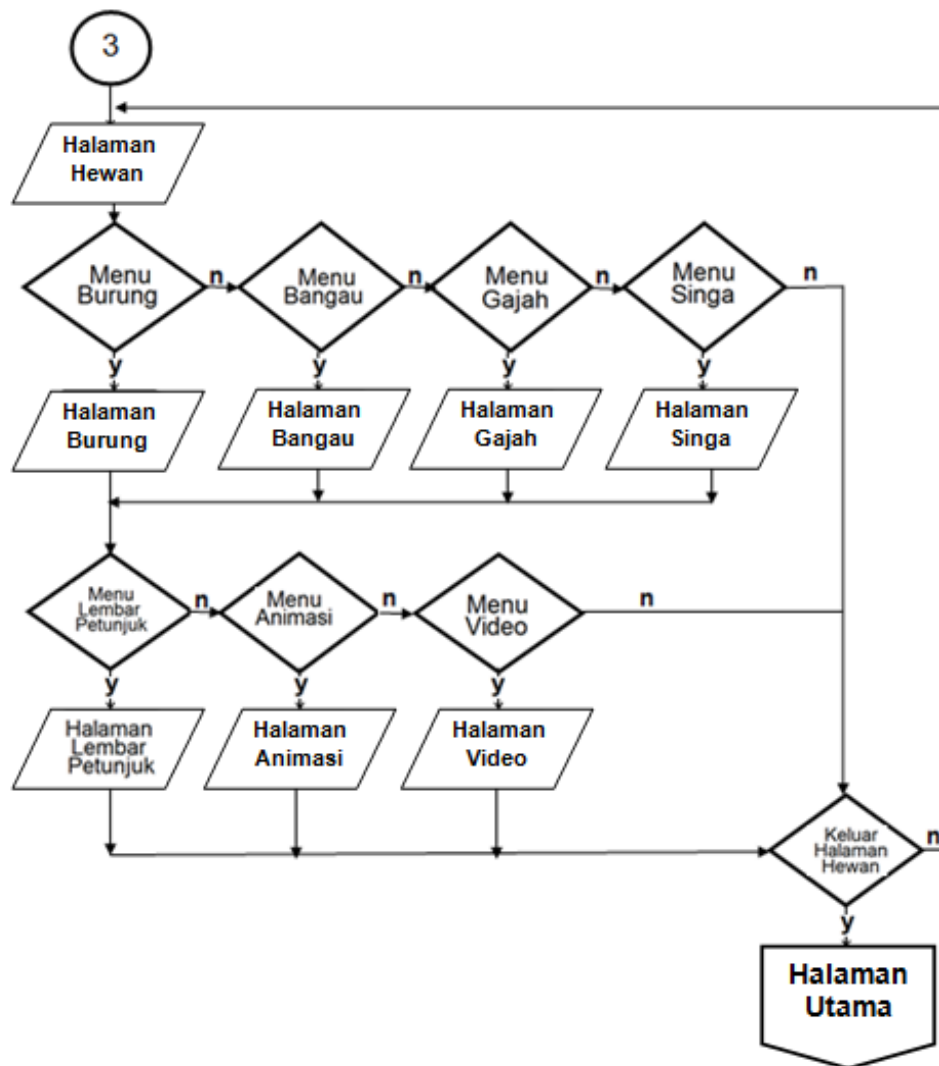 3
Halaman
Hewan
Menu
Burung
n
Menu
Bangau
n
Menu
Gajah
n
Menu
Singa
n
y
y
y
y
Halaman
Burung
Halaman
Bangau
Halaman
Gajah
Halaman
Singa
Menu
Lembar
Petunjuk
n
Menu
Animasi
n
Menu
Video
n
y
y
y
Halaman
Lembar
Petunjuk
Halaman
Animasi
Halaman
Video
Keluar
Halaman
Hewan
n
y
Halaman
Utama